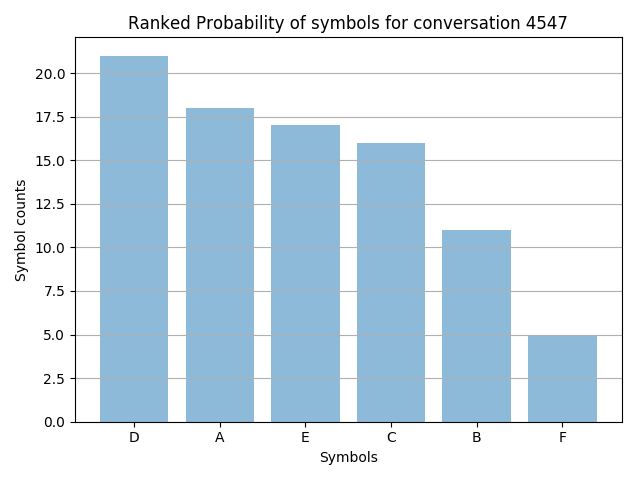 Ranked Probability of symbols for conversation 4547
20.0
17.5
15.0
12.5
10.0
7.5
5.0
2.5
0.0
Symbol counts
D A E C B F
Symbols